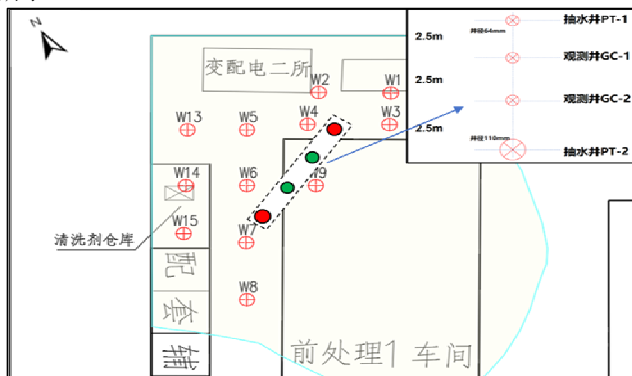 N
变配电二所
W2
W1
W13
W5
W4
W3
W14
W6
W9
W15
W7
清洗剂仓库
W8
配
套
辅
前处理1车间
抽水井PT-1
井径64mm
2.5m
观测井GC-1
2.5m
观测井GC-2
2.5m
井径110mm
抽水井PT-2